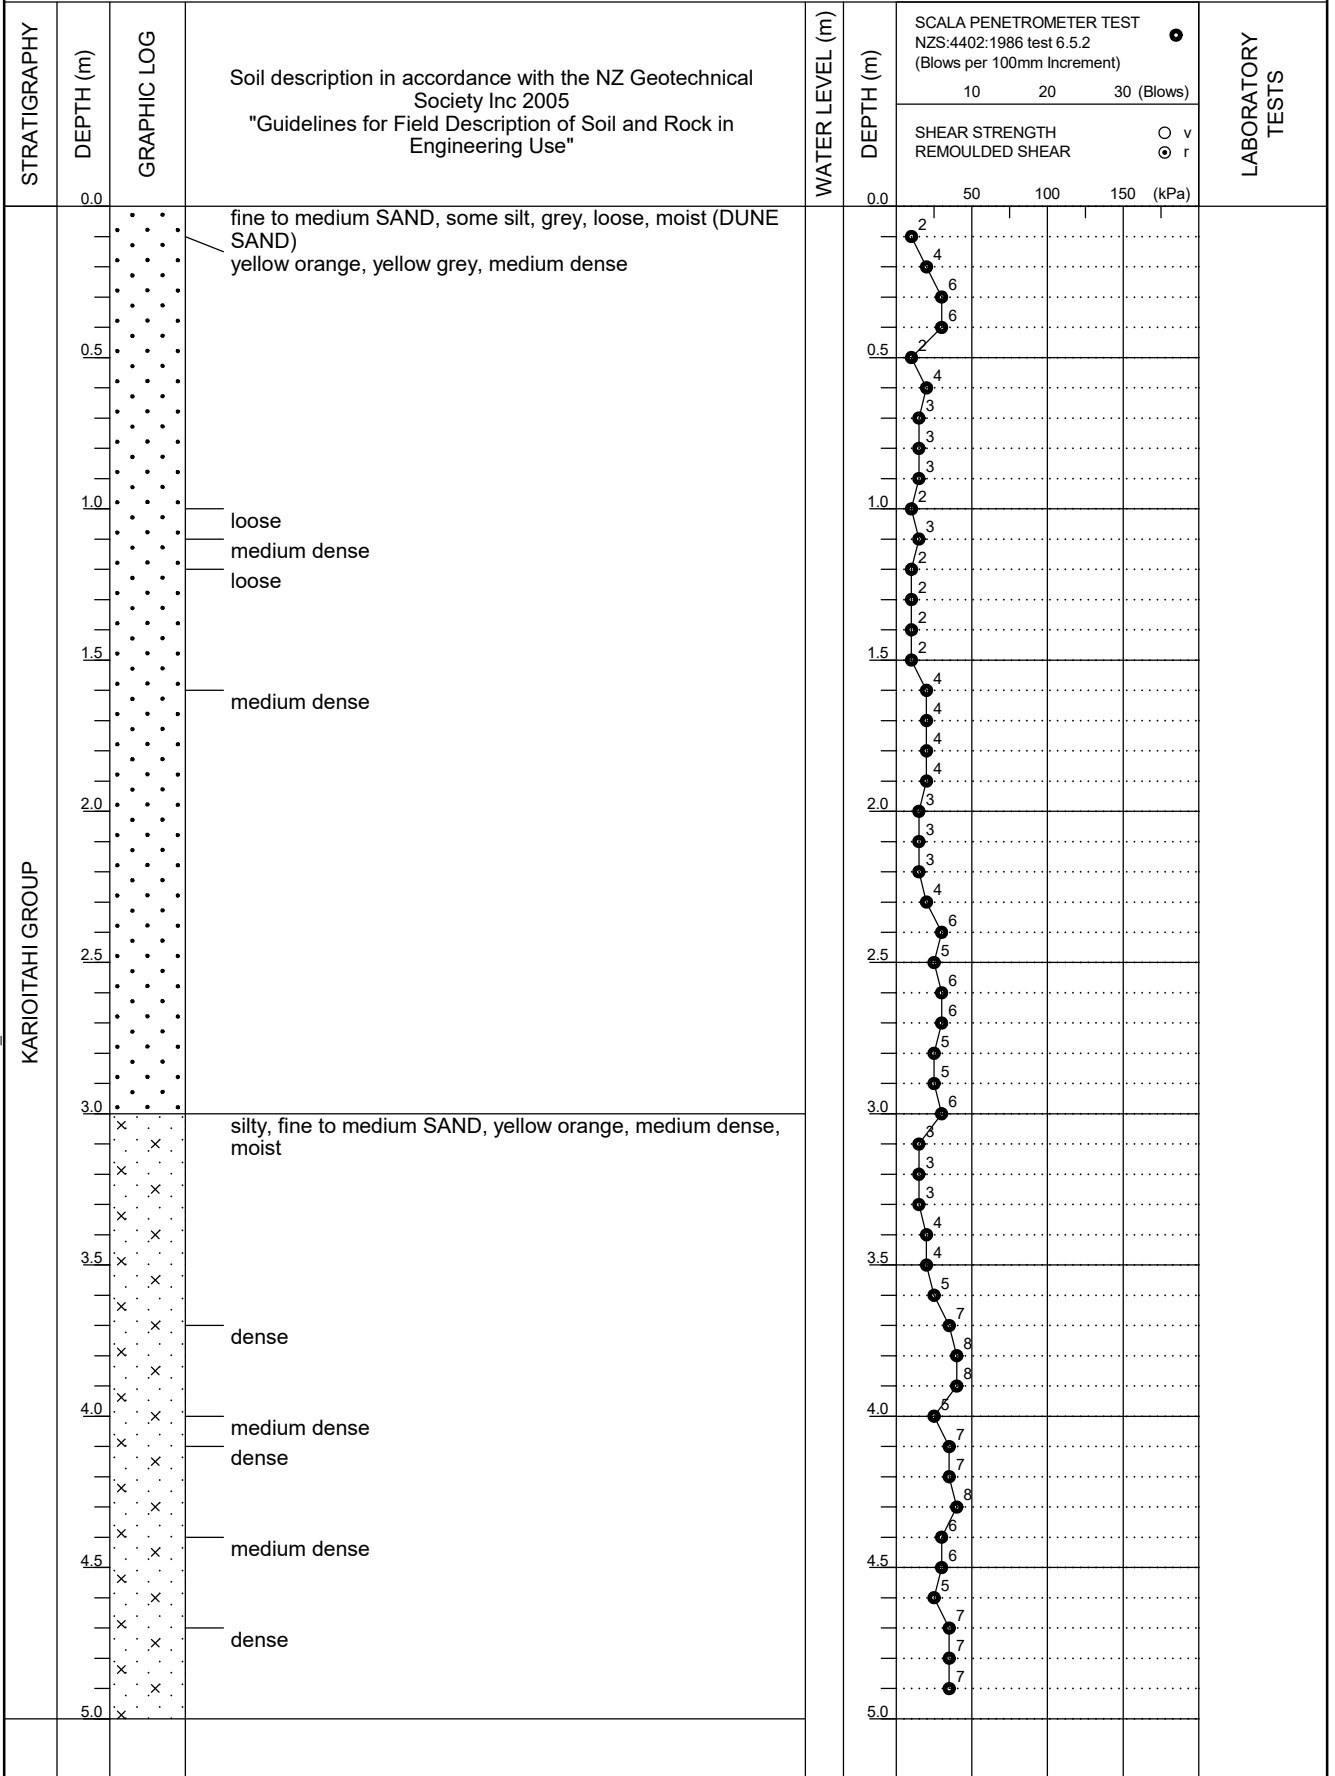 STRATIGRAPHY
DEPTH (m)
GRAPHIC LOG
Soil description in accordance with the NZ Geotechnical
Society Inc 2005
"Guidelines for Field Description of Soil and Rock in
Engineering Use"
WATER LEVEL (m)
DEPTH (m)
SCALA PENETROMETER TEST
NZS:4402:1986 test 6.5.2
(Blows per 100mm Increment)
10 20 30 (Blows)
SHEAR STRENGTH v
REMOULDED SHEAR r
50 100 150 (kPa)
LABORATORY
TESTS
0.0
0.0
KARIOITAHI GROUP
fine to medium SAND, some silt, grey, loose, moist (DUNE
SAND)
yellow orange, yellow grey, medium dense
2
4
6
6
0.5
0.5
2
4
3
3
3
1.0
1.0
2
loose
3
medium dense
2
loose
2
2
1.5
1.5
2
4
medium dense
4
4
4
2.0
2.0
3
3
3
4
6
2.5
2.5
5
6
6
5
5
3.0
3.0
6
silty, fine to medium SAND, yellow orange, medium dense,
moist
3
3
3
4
3.5
3.5
4
5
7
dense
8
8
4.0
4.0
5
medium dense
7
dense
7
8
6
medium dense
4.5
4.5
6
5
7
dense
7
7
5.0
5.0